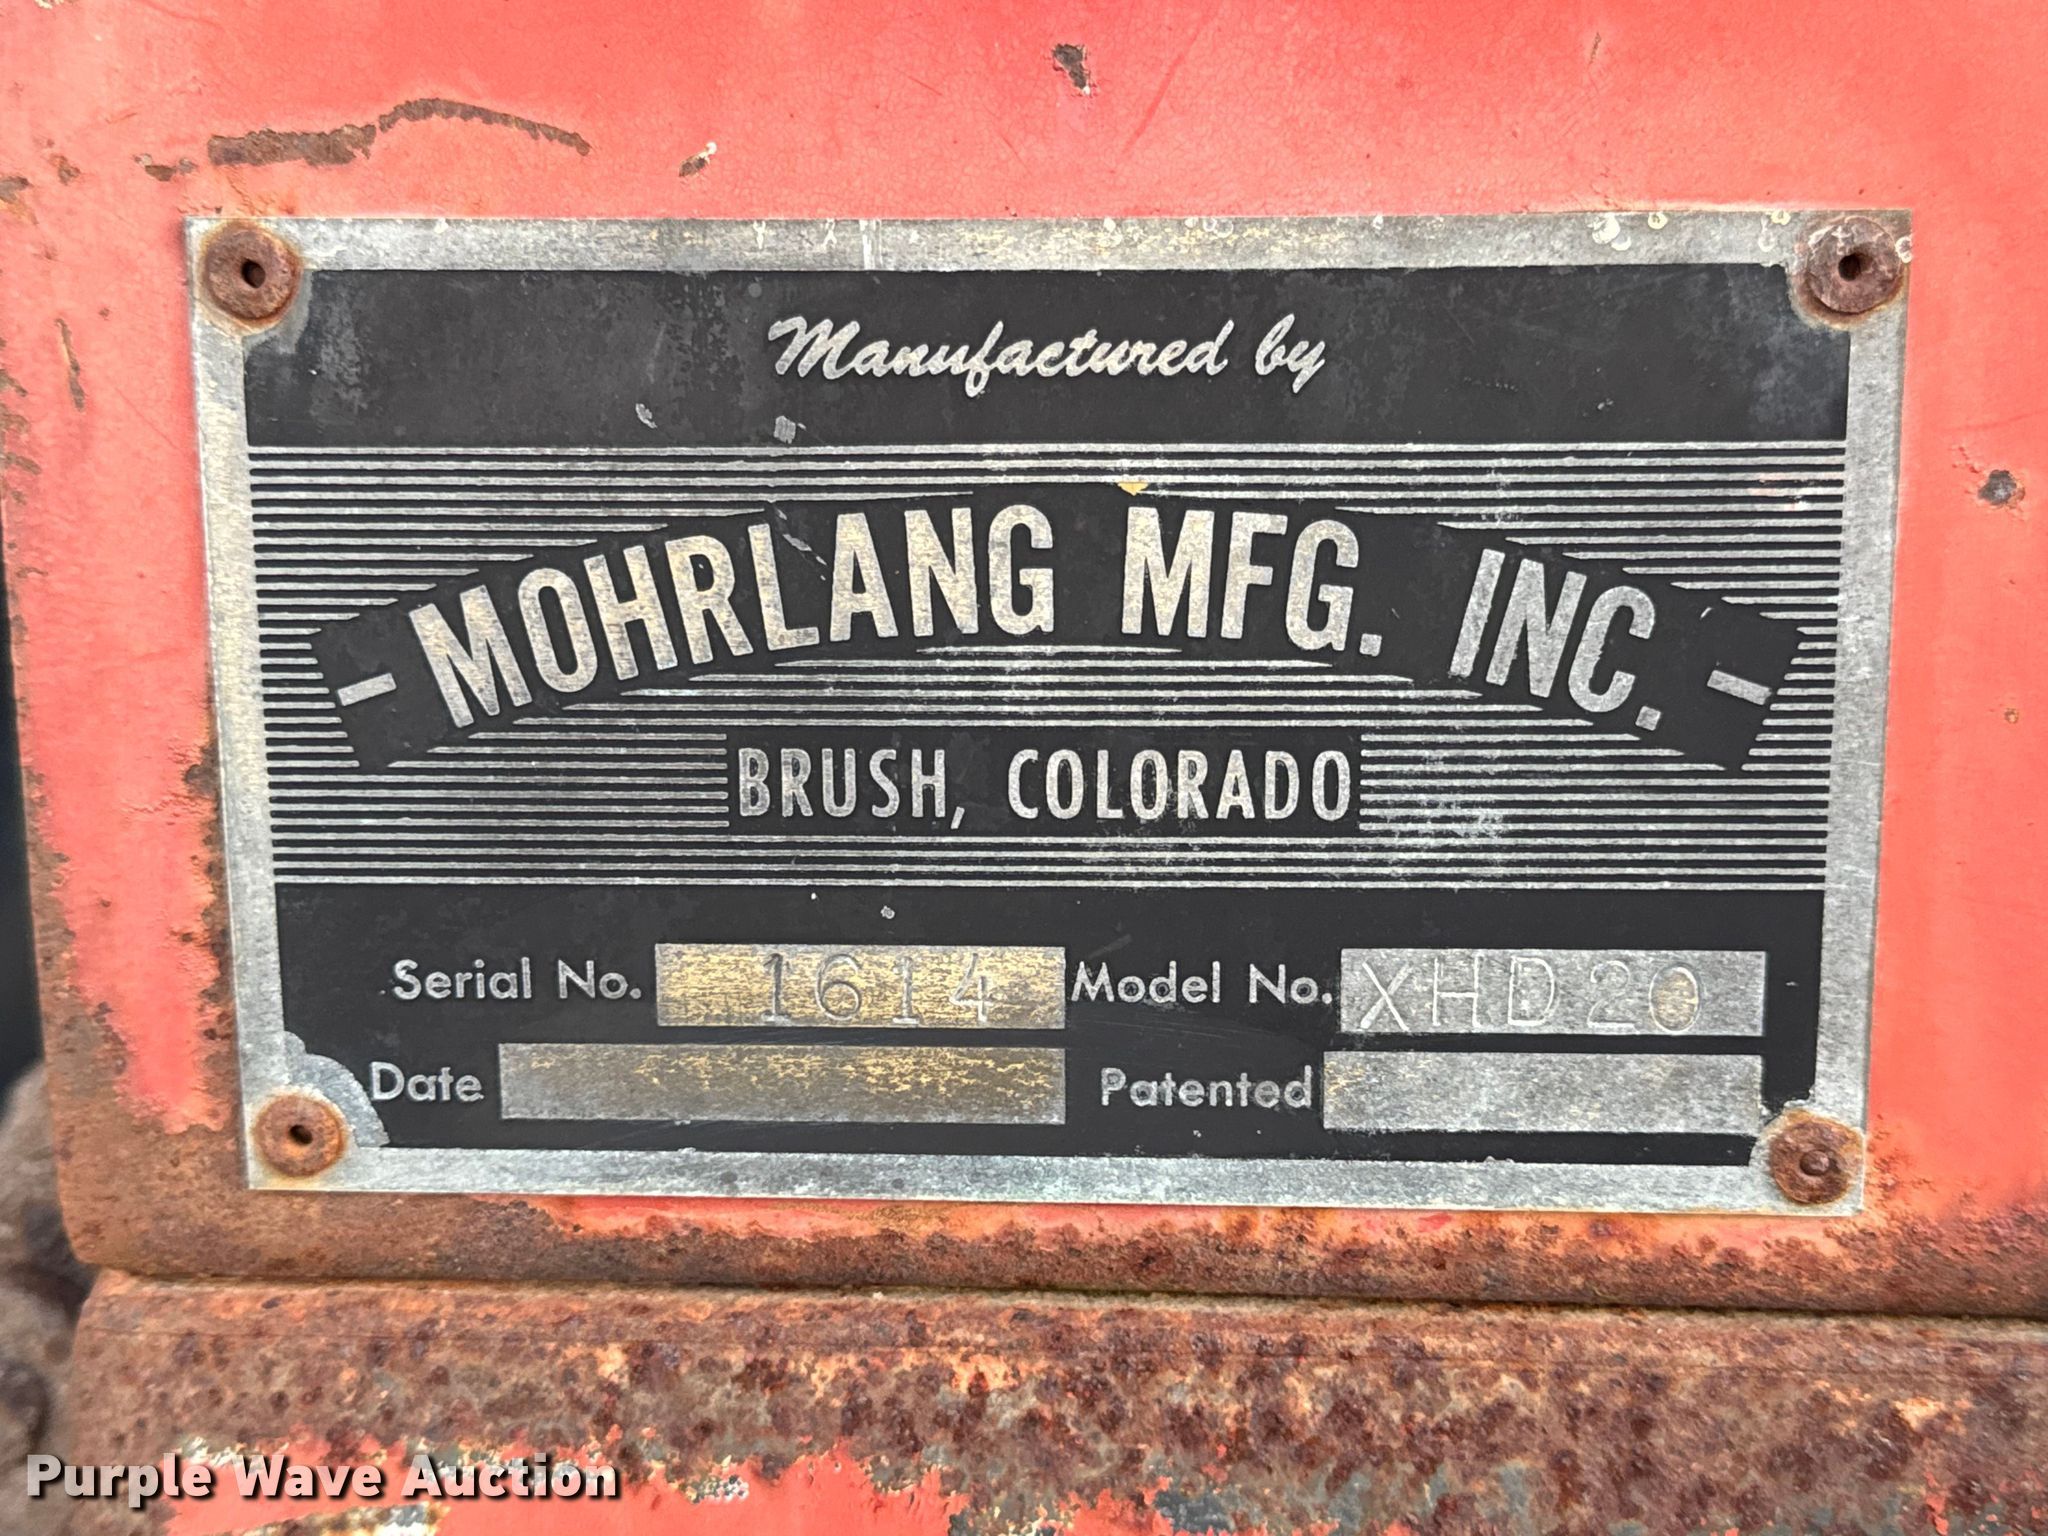 Manufactured by
- MOHRLANG MFG. INC. -
BRUSH, COLORADO
Serial No. 1614 Model No. XHD20
Date Patented
Purple Wave Auction